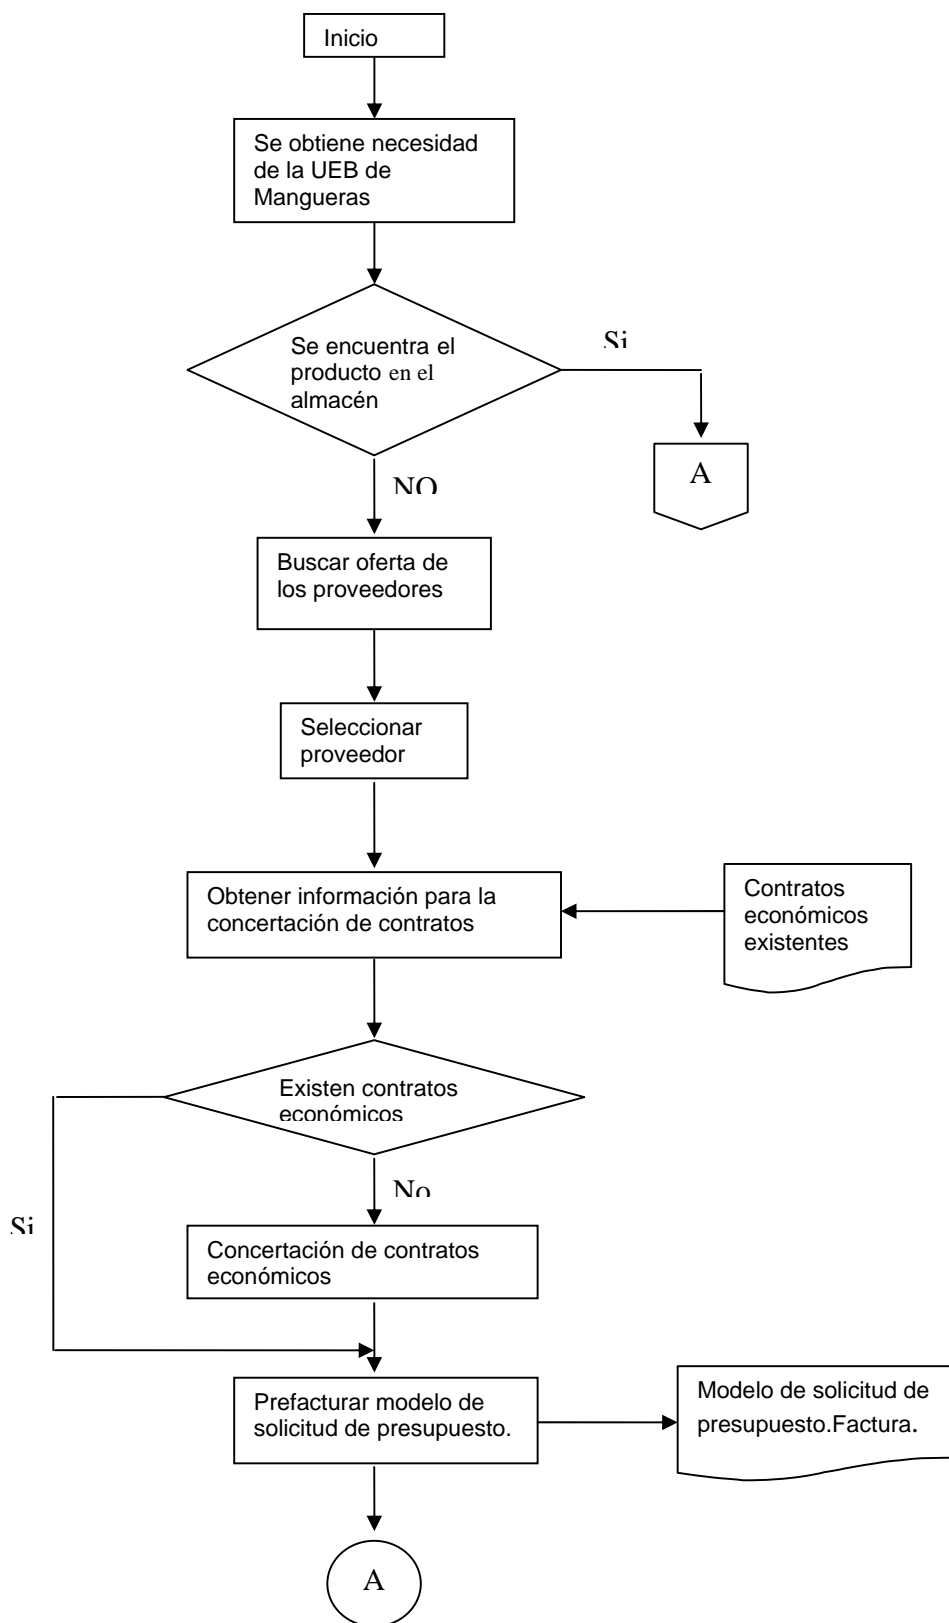 Inicio
Se obtiene necesidad
de la UEB de
Mangueras
Se encuentra el
producto en el
almacén
Si
A
NO
Buscar oferta de
los proveedores
Seleccionar
proveedor
Obtener información para la
concertación de contratos
Contratos
económicos
existentes
Existen contratos
económicos
No
Si
Concertación de contratos
económicos
Prefacturar modelo de
solicitud de presupuesto.
Modelo de solicitud de
presupuesto.Factura.
A